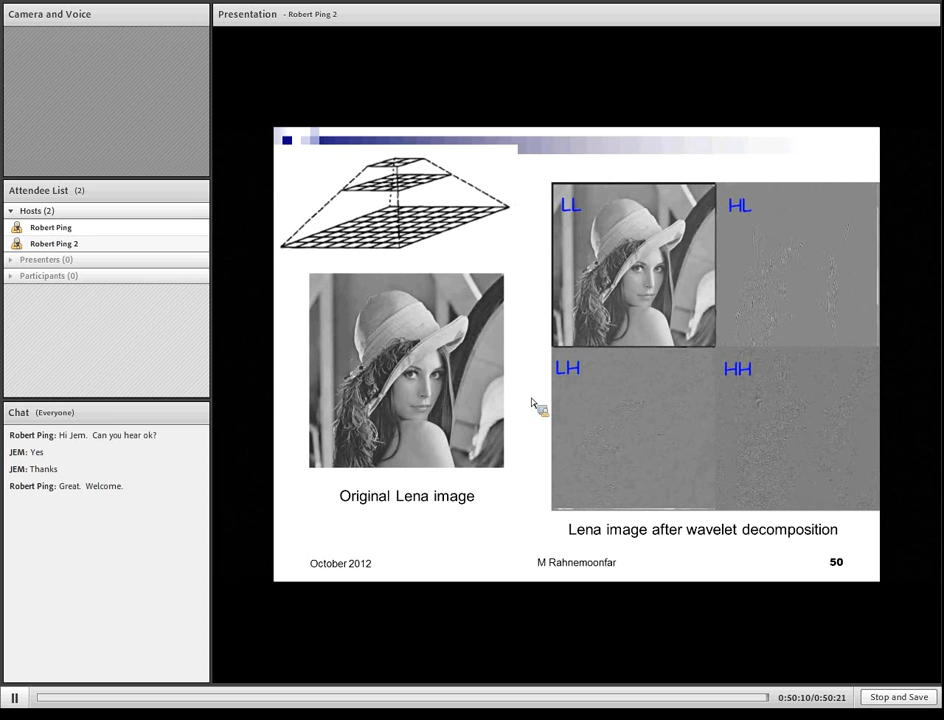 Camera and Voice
Presentation - Robert Ping 2
Attendee List (2)
Hosts (2)
Robert Ping
Robert Ping 2
Presenters (0)
Participants (0)
Chat (Everyone)
Robert Ping: Hi Jem. Can you hear ok?
JEM: Yes
JEM: Thanks
Robert Ping: Great. Welcome.
LL
HL
LH
HH
Original Lena image
Lena image after wavelet decomposition
October 2012
M Rahnemoonfar
50
0:50:10/0:50:21
Stop and Save